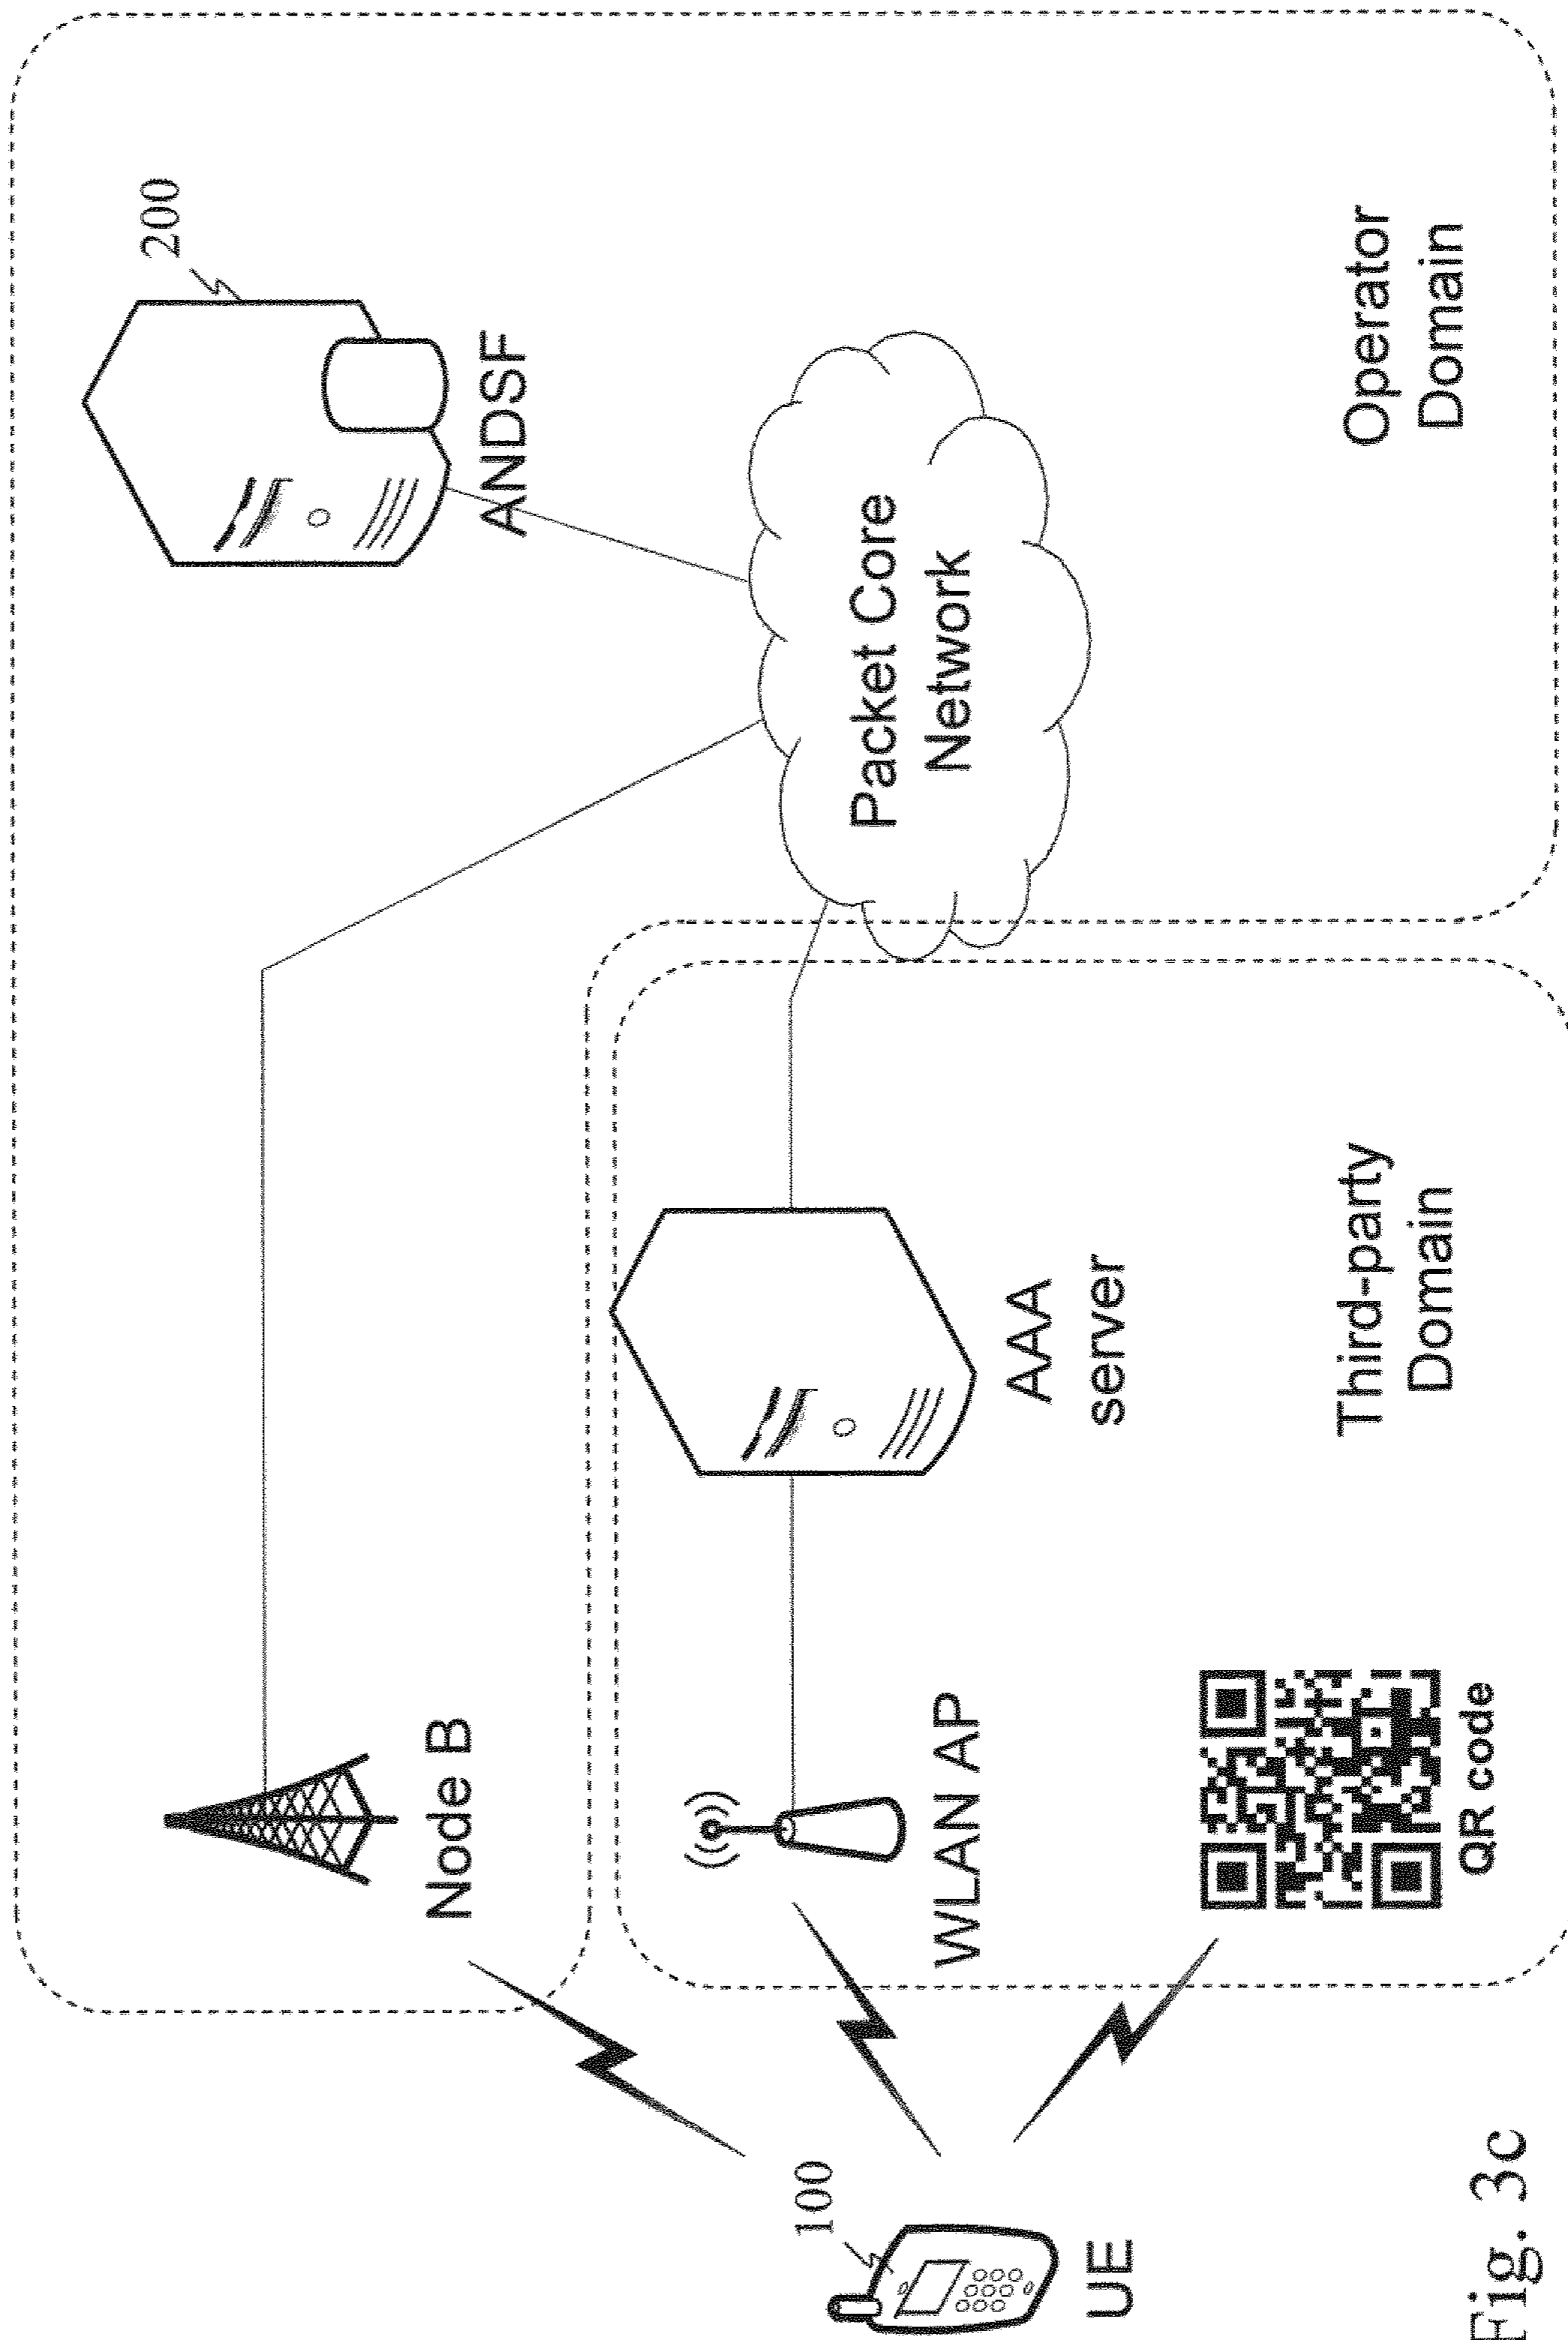 200
ANDSF
Node B
Packet Core
Network
Operator
Domain
AAA
server
WLAN AP
Third-party
Domain
QR code
100
UE
Fig. 3c